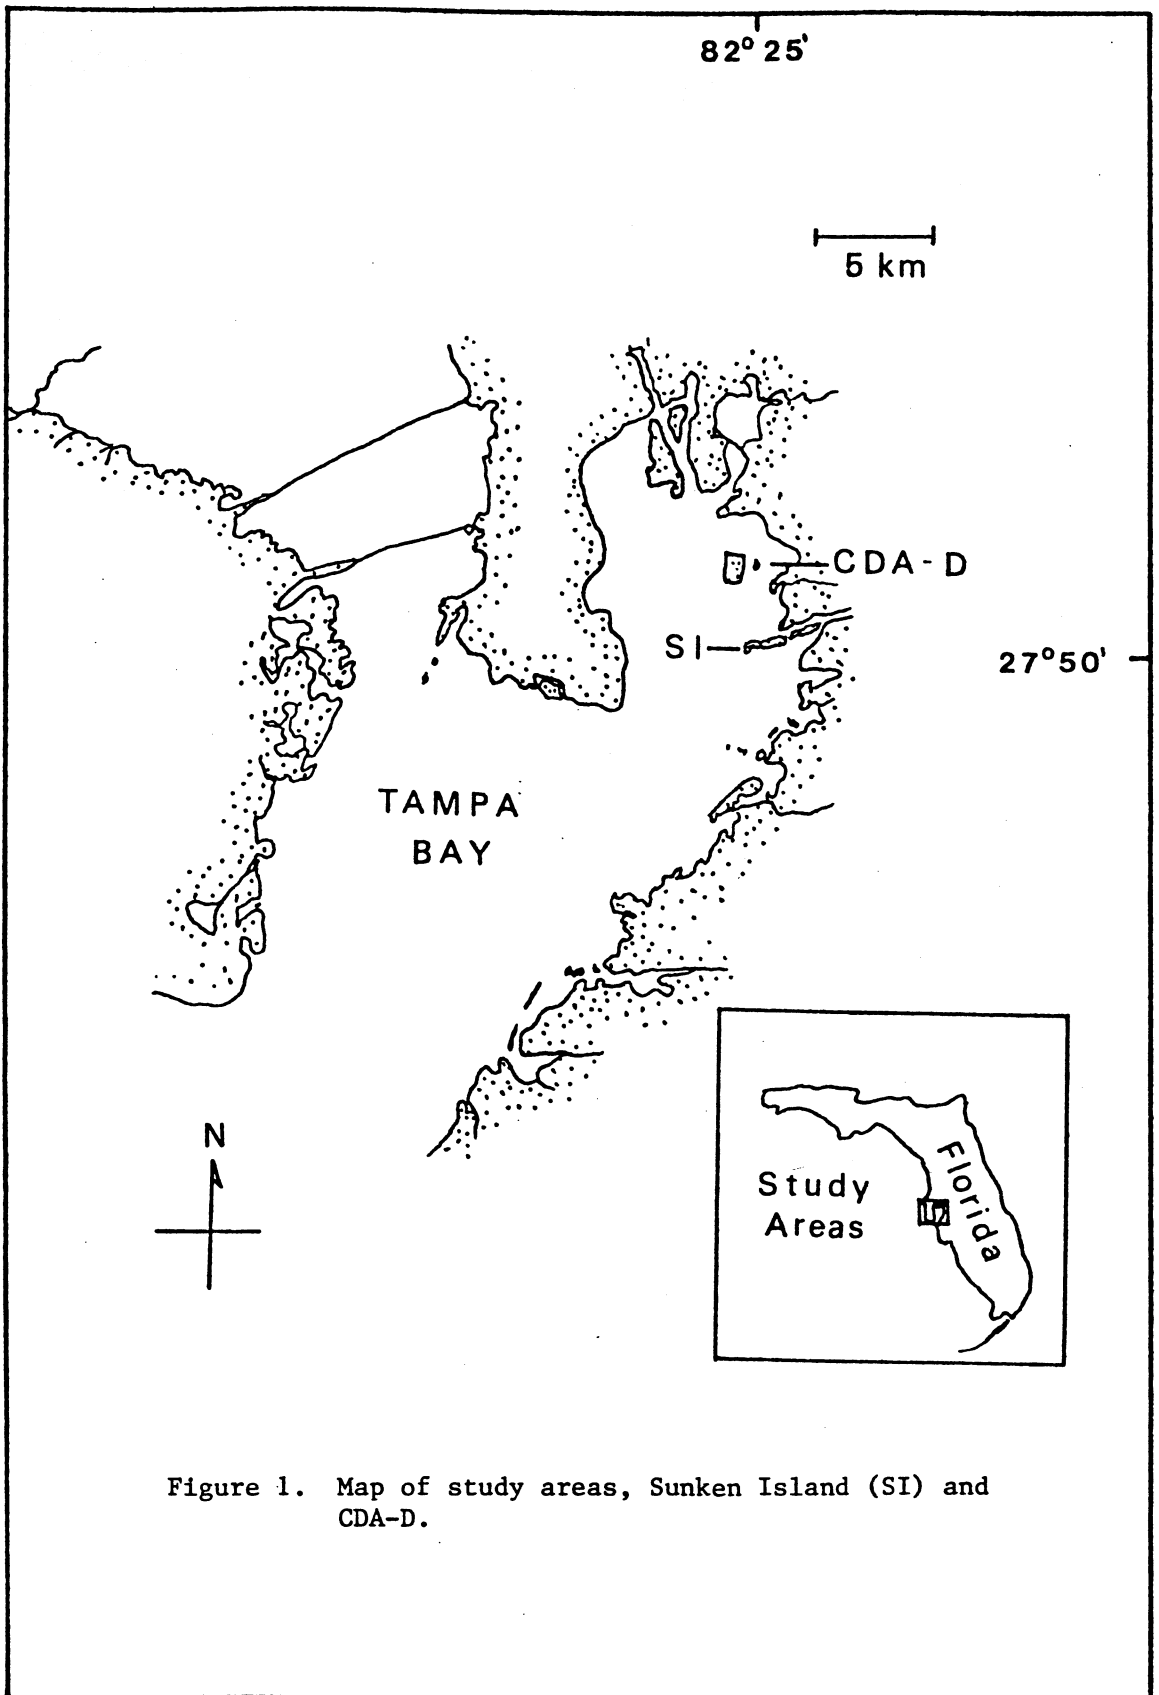 82° 25'
5 km
CDA-D
SI
27°50'
TAMPA
BAY
N
Study
Areas
Florida
Figure 1. Map of study areas, Sunken Island (SI) and
CDA-D.